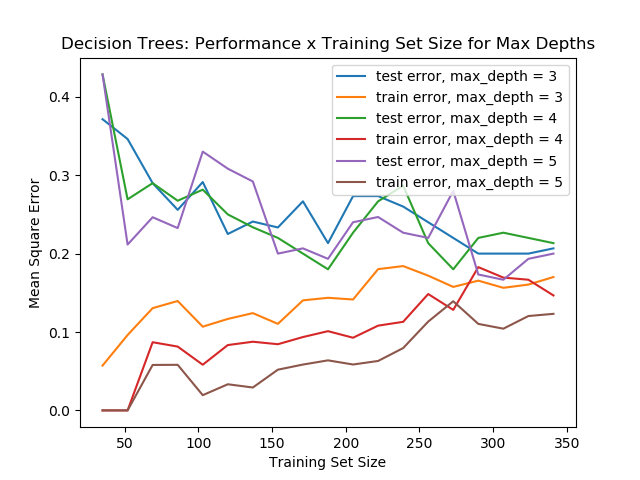 Decision Trees: Performance x Training Set Size for Max Depths
test error, max_depth = 3
train error, max_depth = 3
test error, max_depth = 4
train error, max_depth = 4
test error, max_depth = 5
train error, max_depth = 5
Mean Square Error
0.4
0.3
0.2
0.1
0.0
50 100 150 200 250 300 350
Training Set Size